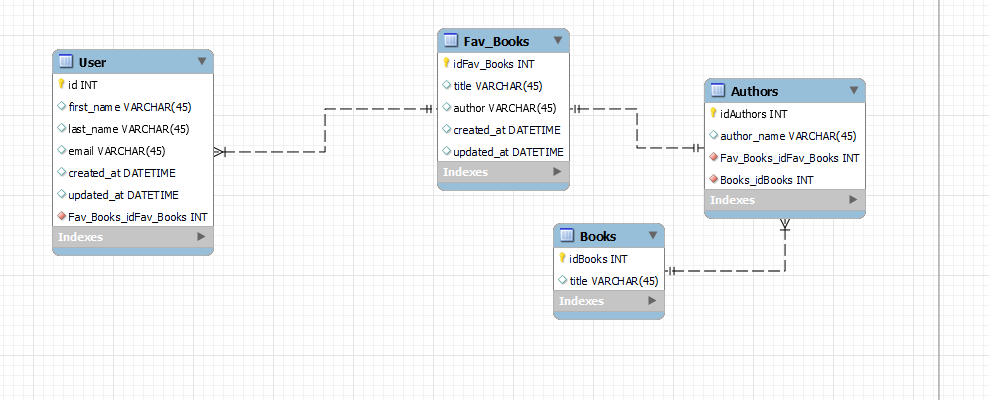 User
id INT
first_name VARCHAR(45)
last_name VARCHAR(45)
email VARCHAR(45)
created_at DATETIME
updated_at DATETIME
Fav_Books_idFav_Books INT
Indexes
Fav_Books
idFav_Books INT
title VARCHAR(45)
author VARCHAR(45)
created_at DATETIME
updated_at DATETIME
Indexes
Authors
idAuthors INT
author_name VARCHAR(45)
Fav_Books_idFav_Books INT
Books_idBooks INT
Indexes
Books
idBooks INT
title VARCHAR(45)
Indexes